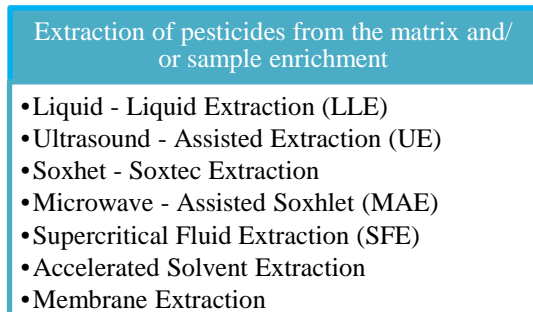 Extraction of pesticides from the matrix and/
or sample enrichment
•Liquid - Liquid Extraction (LLE)
•Ultrasound - Assisted Extraction (UE)
•Soxhet - Soxtec Extraction
•Microwave - Assisted Soxhlet (MAE)
•Supercritical Fluid Extraction (SFE)
•Accelerated Solvent Extraction
•Membrane Extraction